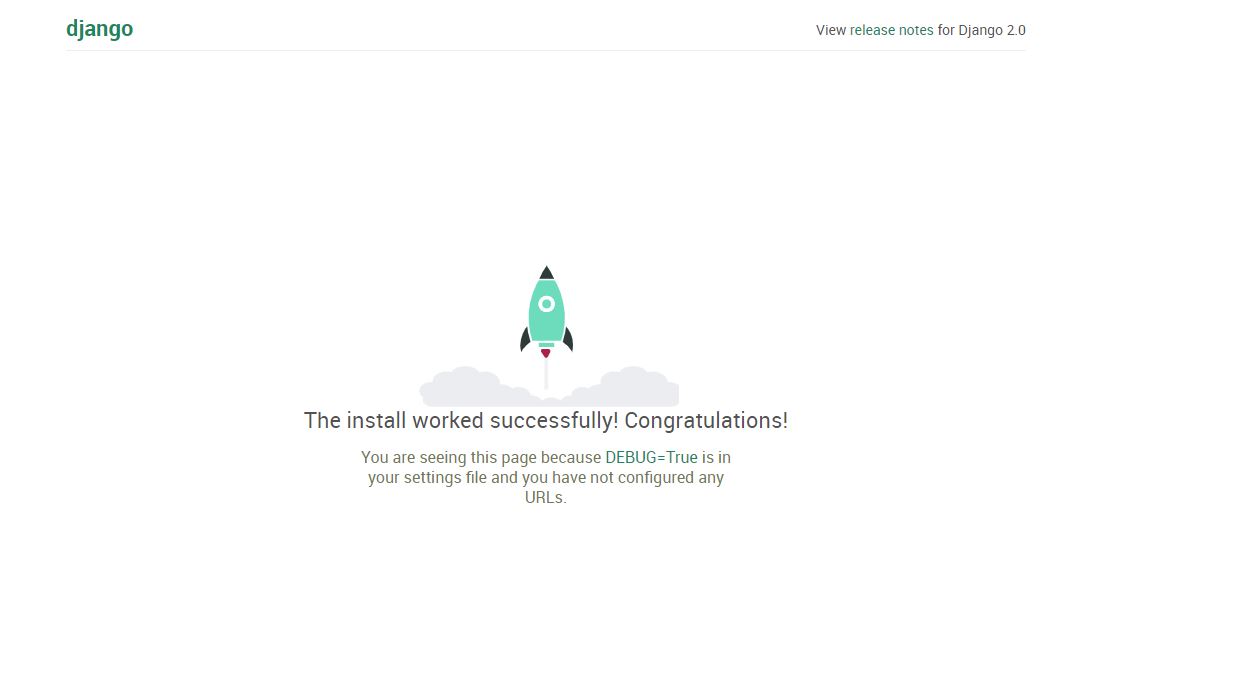 django
View release notes for Django 2.0
The install worked successfully! Congratulations!
You are seeing this page because DEBUG=True is in
your settings file and you have not configured any
URLs.